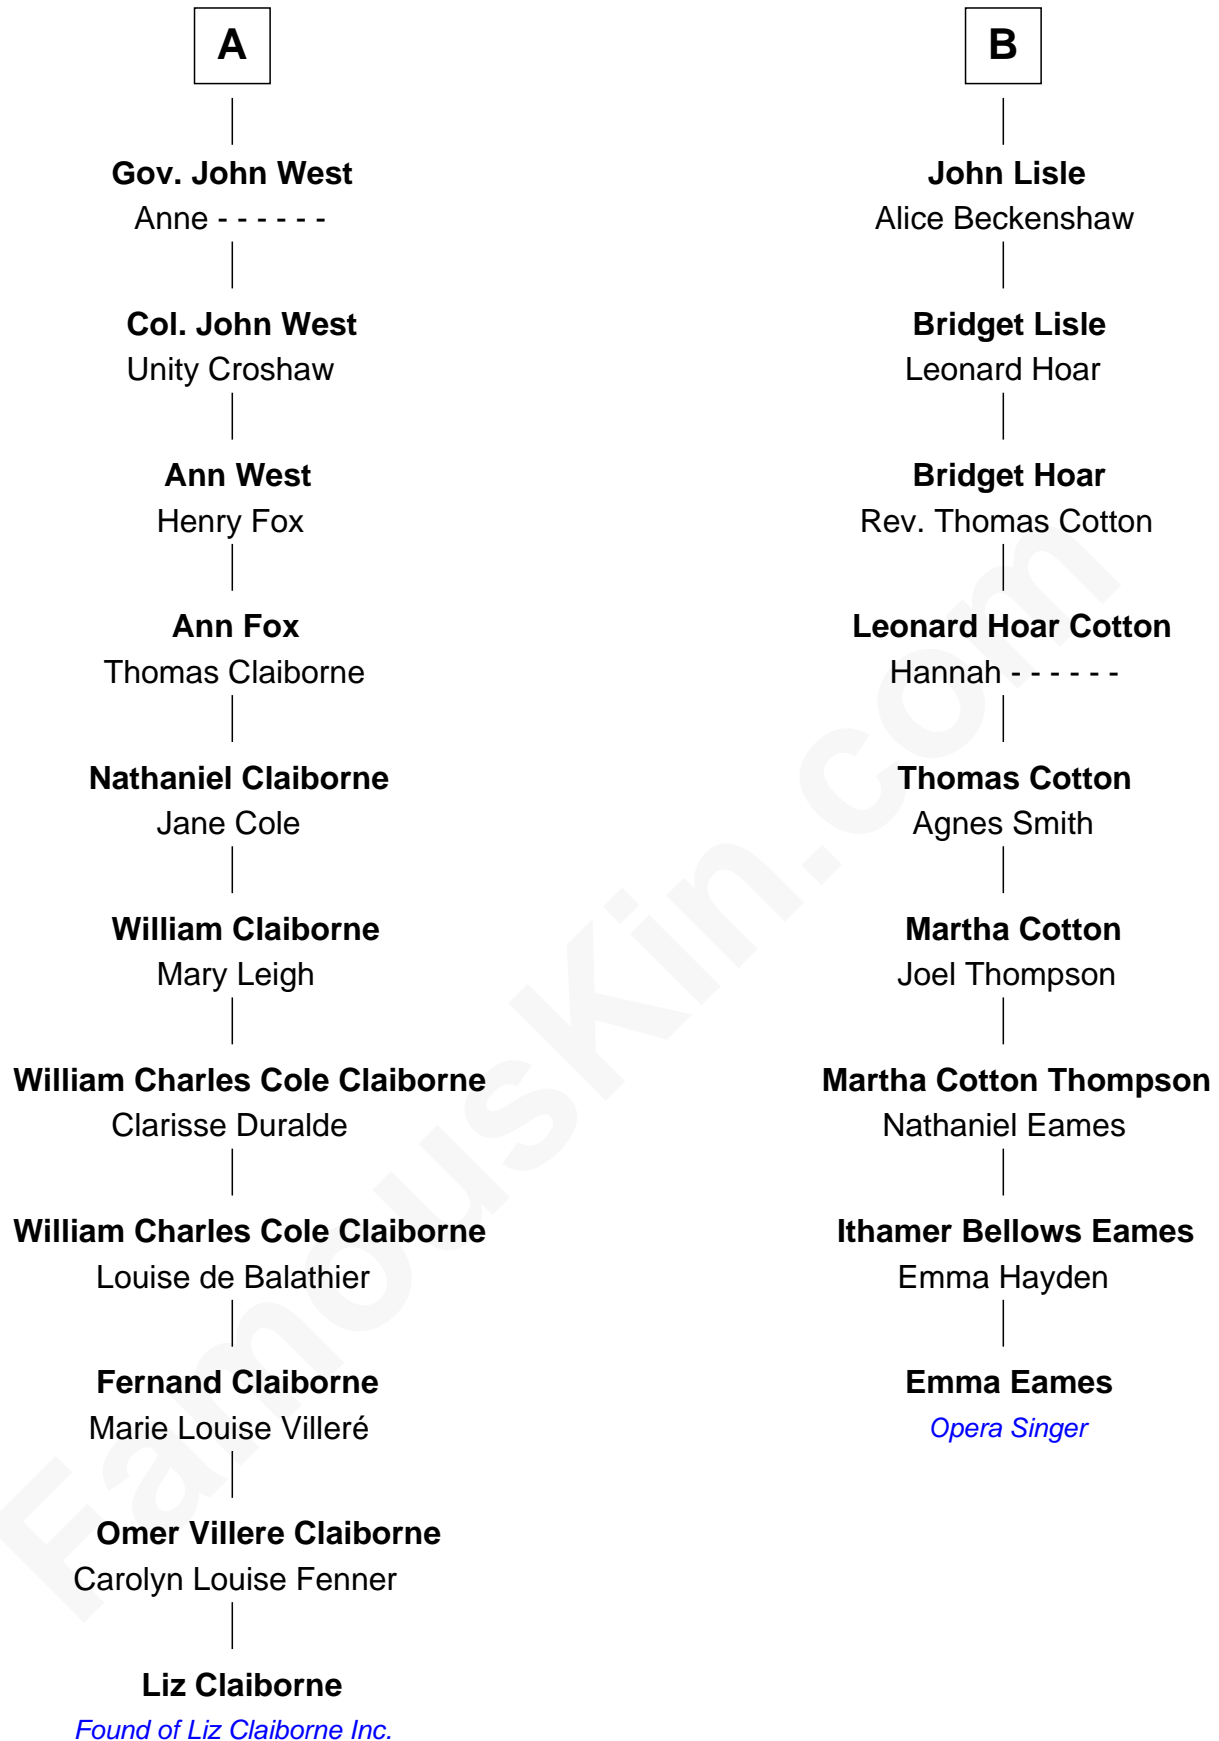 A
Gov. John West
Anne - - - - - -
Col. John West
Unity Croshaw
Ann West
Henry Fox
Ann Fox
Thomas Claiborne
Nathaniel Claiborne
Jane Cole
William Claiborne
Mary Leigh
William Charles Cole Claiborne
Clarisse Duralde
William Charles Cole Claiborne
Louise de Balathier
Fernand Claiborne
Marie Louise Villeré
Omer Villere Claiborne
Carolyn Louise Fenner
Liz Claiborne
Found of Liz Claiborne Inc.
B
John Lisle
Alice Beckenshaw
Bridget Lisle
Leonard Hoar
Bridget Hoar
Rev. Thomas Cotton
Leonard Hoar Cotton
Hannah - - - - - -
Thomas Cotton
Agnes Smith
Martha Cotton
Joel Thompson
Martha Cotton Thompson
Nathaniel Eames
Ithamer Bellows Eames
Emma Hayden
Emma Eames
Opera Singer
FamousKin.com